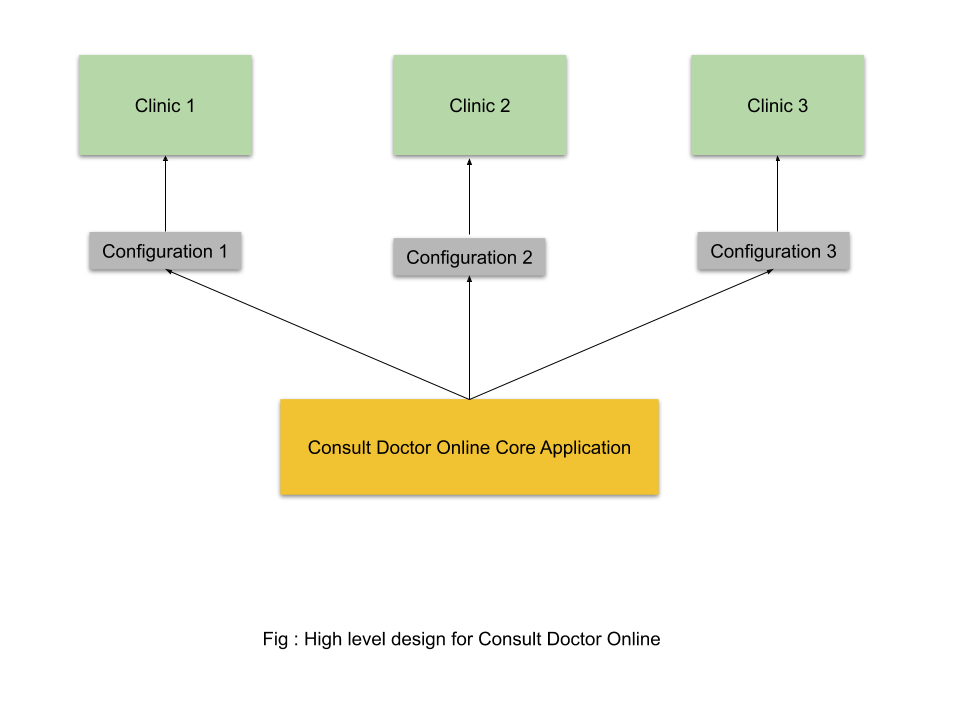 Clinic 1
Clinic 2
Clinic 3
Configuration 1
Configuration 2
Configuration 3
Consult Doctor Online Core Application
Fig : High level design for Consult Doctor Online